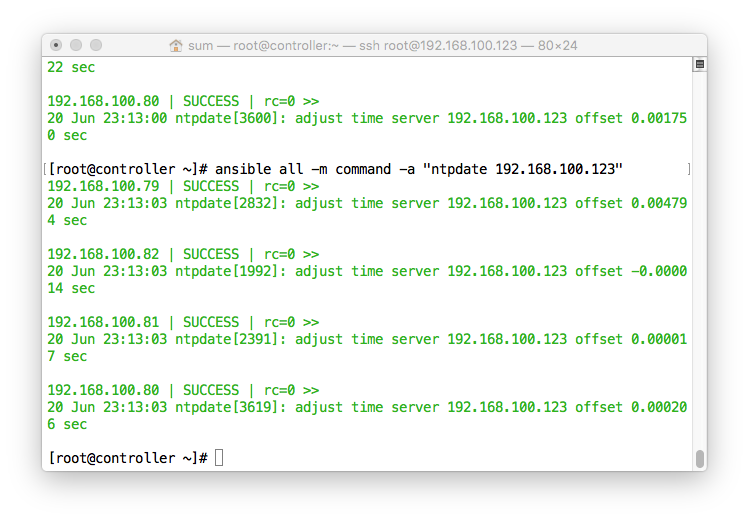 sum — root@controller:~ — ssh root@192.168.100.123 — 80×24
22 sec
192.168.100.80 | SUCCESS | rc=0 >>
20 Jun 23:13:00 ntpdate[3600]: adjust time server 192.168.100.123 offset 0.00175
0 sec
[[root@controller ~]# ansible all -m command -a "ntpdate 192.168.100.123" ]
192.168.100.79 | SUCCESS | rc=0 >>
20 Jun 23:13:03 ntpdate[2832]: adjust time server 192.168.100.123 offset 0.00479
4 sec
192.168.100.82 | SUCCESS | rc=0 >>
20 Jun 23:13:03 ntpdate[1992]: adjust time server 192.168.100.123 offset -0.0000
14 sec
192.168.100.81 | SUCCESS | rc=0 >>
20 Jun 23:13:03 ntpdate[2391]: adjust time server 192.168.100.123 offset 0.00001
7 sec
192.168.100.80 | SUCCESS | rc=0 >>
20 Jun 23:13:03 ntpdate[3619]: adjust time server 192.168.100.123 offset 0.00020
6 sec
[root@controller ~]#